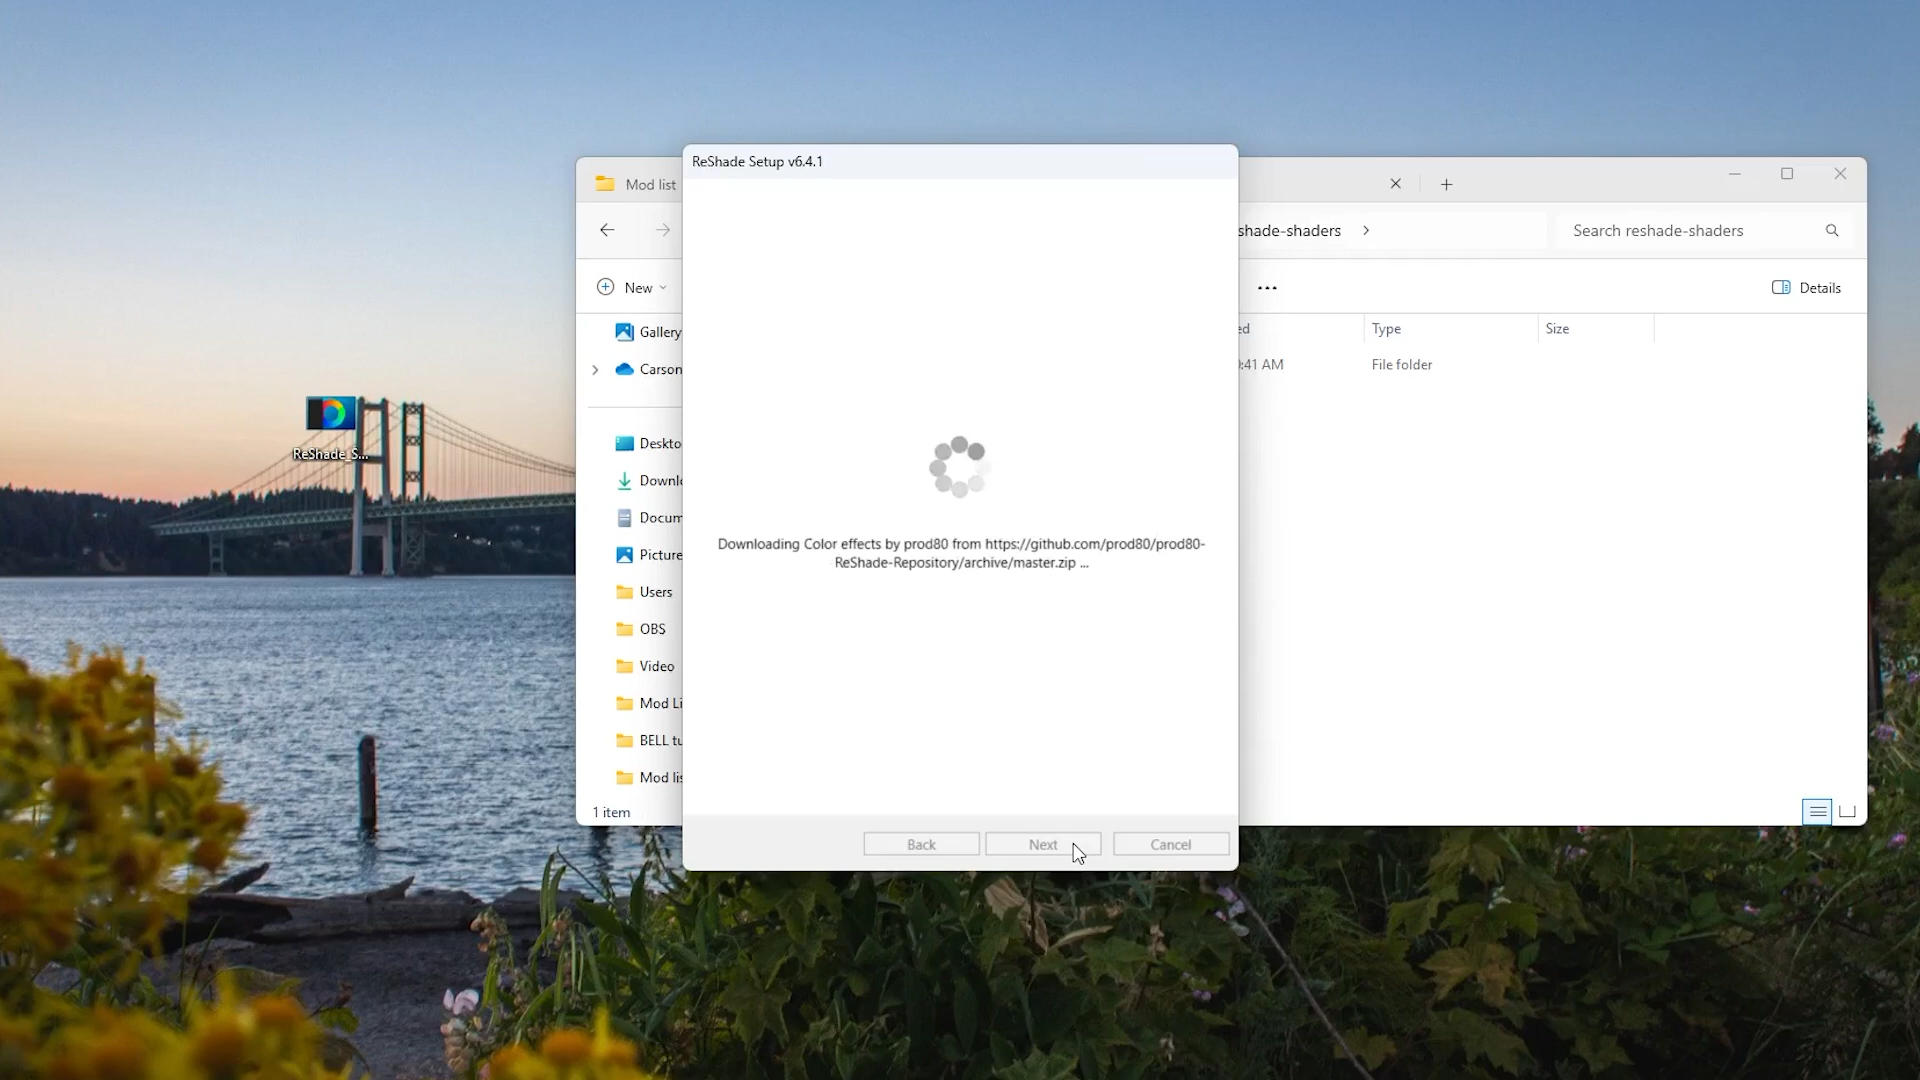 ReShade Setup v6.4.1
Mod list
shade-shaders
Search reshade-shaders
New
Details
Gallery
Type
Size
:41 AM
File folder
Carson
Deskto
Downl
Docum
Picture
Users
OBS
Video
Mod Li
BELL tu
Mod lis
1 item
ReShade_S...
Downloading Color effects by prod80 from https://github.com/prod80/prod80-
ReShade-Repository/archive/master.zip ...
Back
Next
Cancel